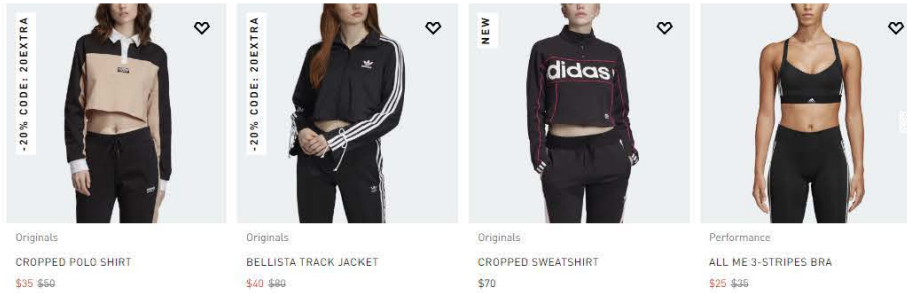 -20% CODE: 20EXTRA
-20% CODE: 20EXTRA
NEW
adidas
Originals
CROPPED POLO SHIRT
$35 $50
Originals
BELLISTA TRACK JACKET
$40 $80
Originals
CROPPED SWEATSHIRT
$70
Performance
ALL ME 3-STRIPES BRA
$25 $35